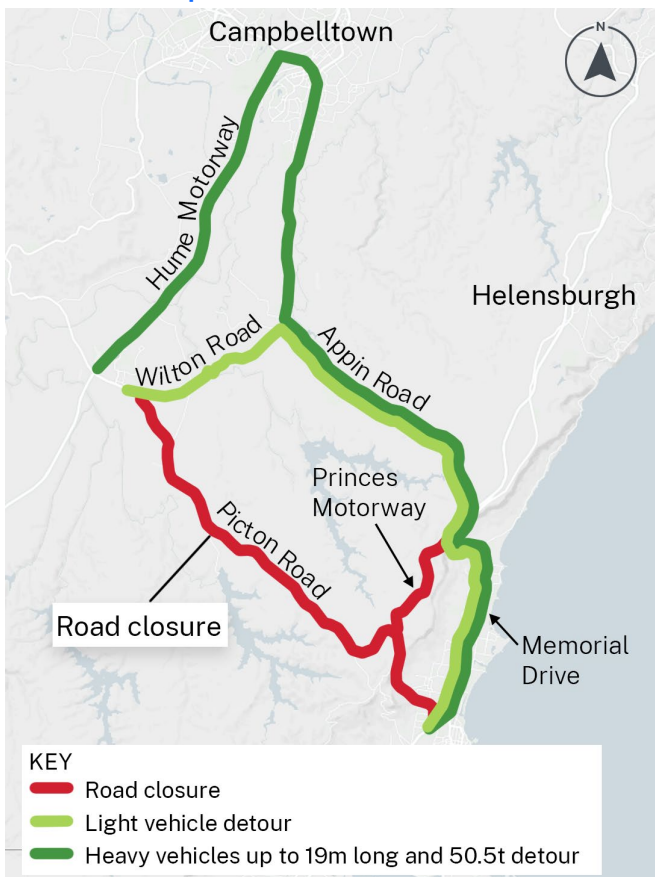 Campbelltown
N
Hume Motorway
Helensburgh
Wilton Road
Appin Road
Princes
Motorway
Picton Road
Road closure
Memorial
Drive
KEY
Road closure
Light vehicle detour
Heavy vehicles up to 19m long and 50.5t detour